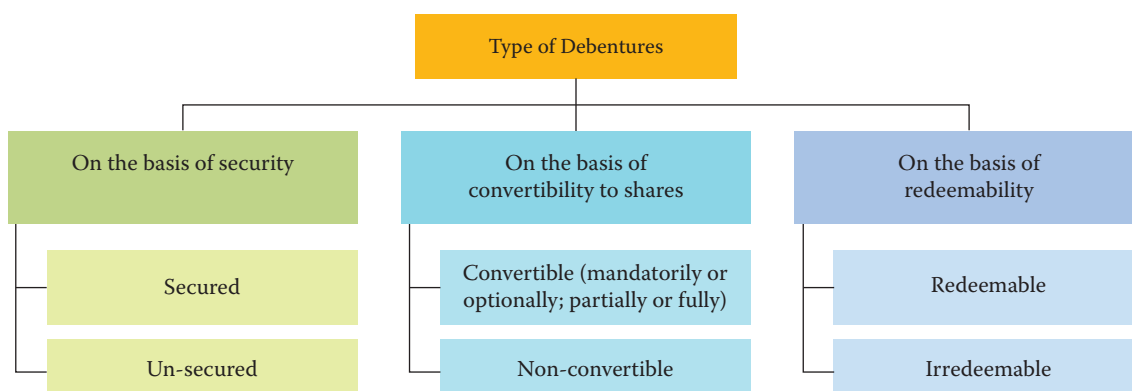 Type of Debentures
On the basis of security
Secured
Un-secured
On the basis of
convertibility to shares
Convertible (mandatorily or
optionally; partially or fully)
Non-convertible
On the basis of
redeemability
Redeemable
Irredeemable